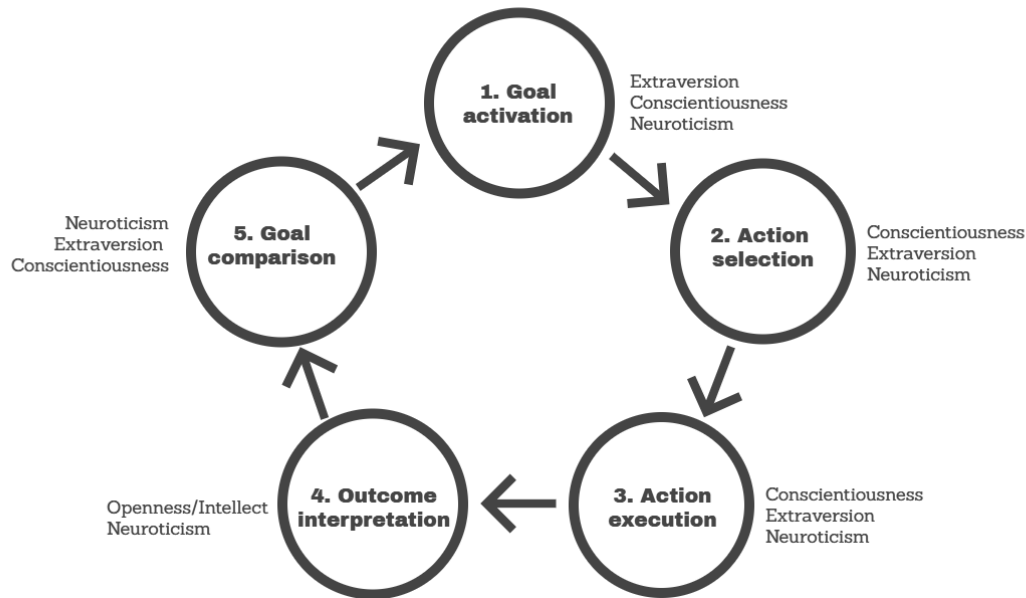 1. Goal
activation
Extraversion
Conscientiousness
Neuroticism
2. Action
selection
Conscientiousness
Extraversion
Neuroticism
3. Action
execution
Conscientiousness
Extraversion
Neuroticism
4. Outcome
interpretation
Openness/Intellect
Neuroticism
5. Goal
comparison
Neuroticism
Extraversion
Conscientiousness